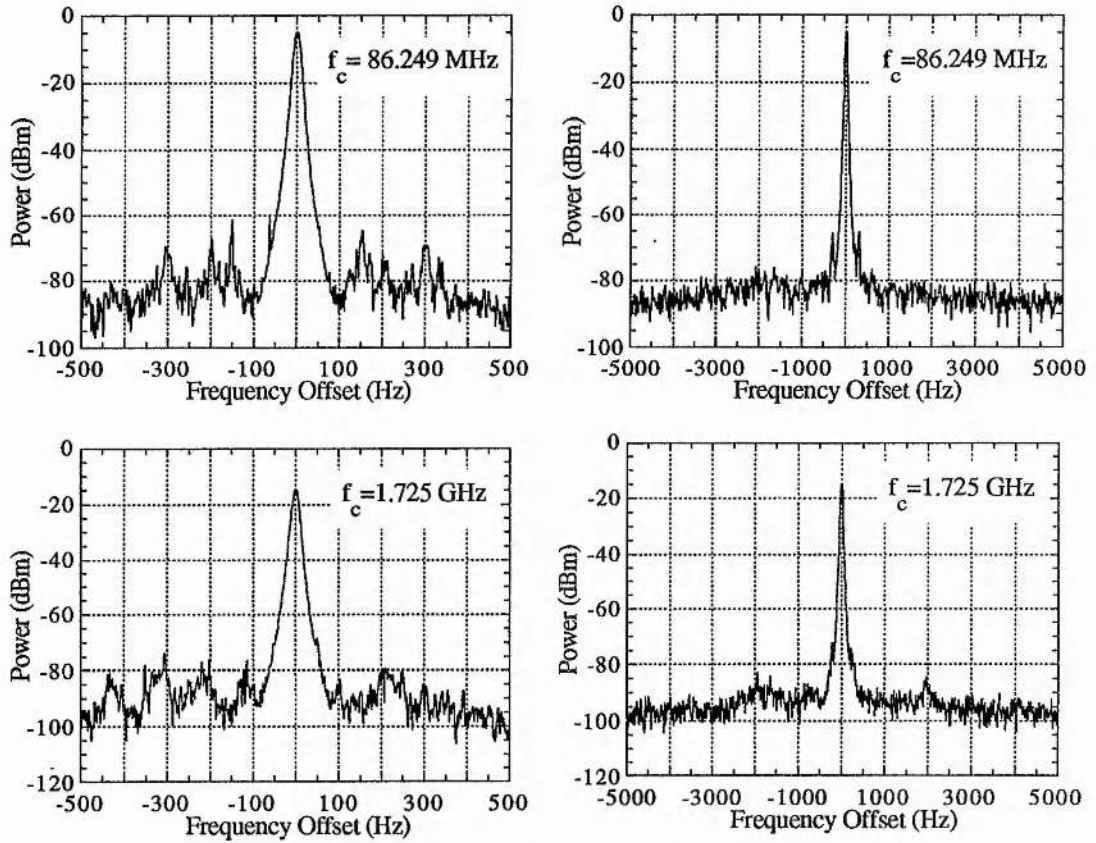 0
-20
-40
-60
-80
-100
Power (dBm)
f_c = 86.249 MHz
-500 -300 -100 100 300 500
Frequency Offset (Hz)
0
-20
-40
-60
-80
-100
Power (dBm)
f_c =86.249 MHz
-5000 -3000 -1000 1000 3000 5000
Frequency Offset (Hz)
0
-20
-40
-60
-80
-100
-120
Power (dBm)
f_c =1.725 GHz
-500 -300 -100 100 300 500
Frequency Offset (Hz)
0
-20
-40
-60
-80
-100
-120
Power (dBm)
f_c =1.725 GHz
-5000 -3000 -1000 1000 3000 5000
Frequency Offset (Hz)